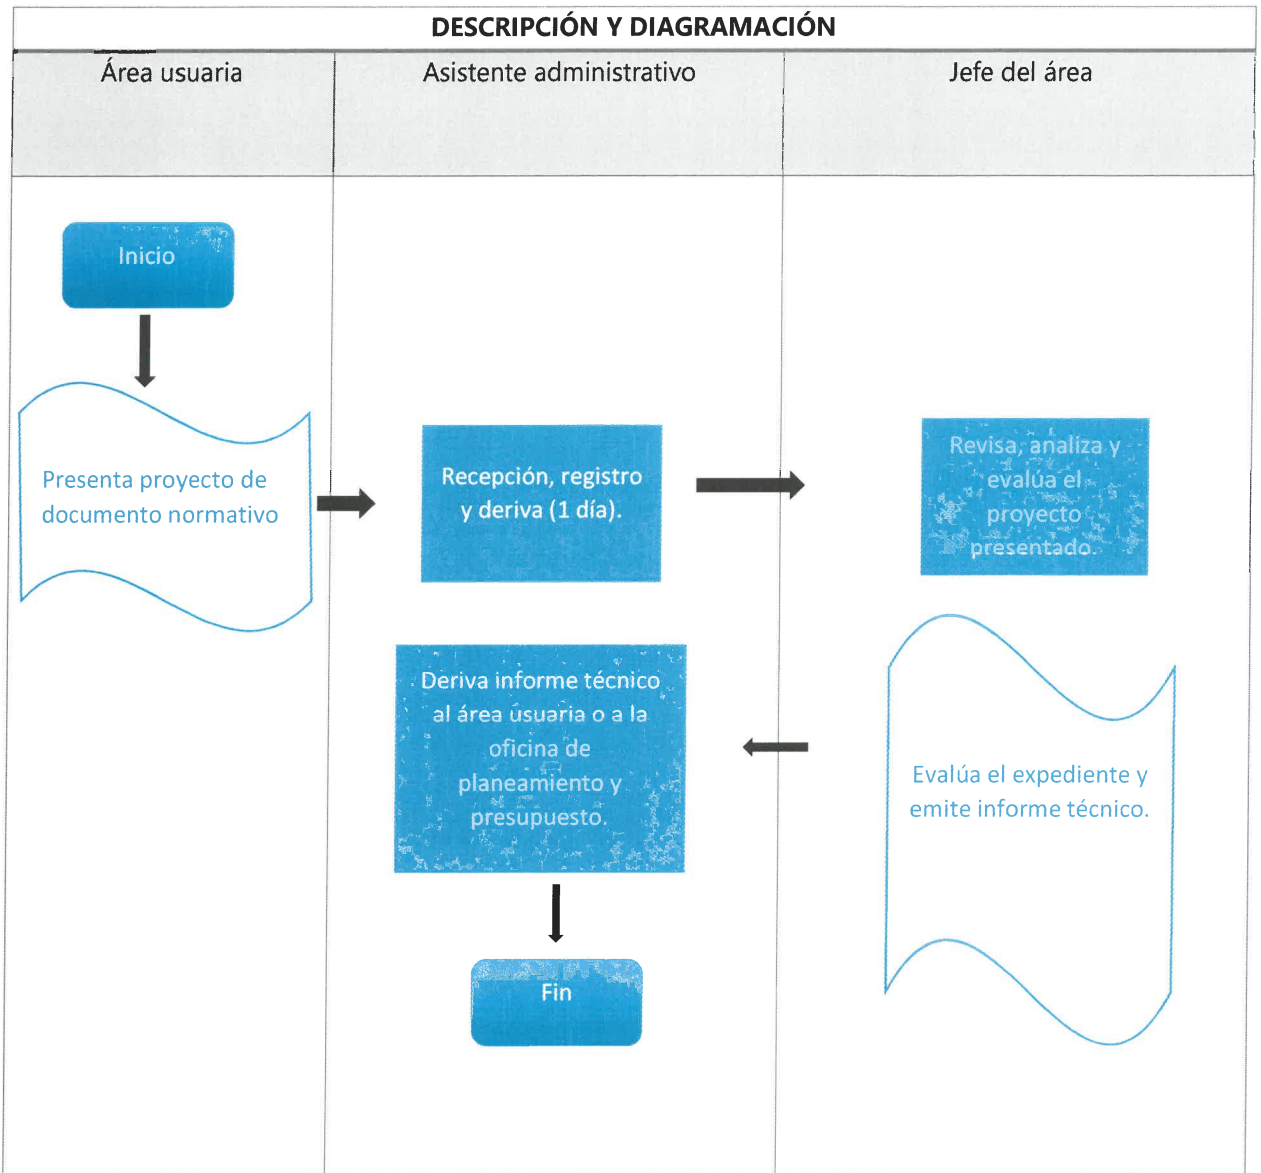 DESCRIPCIÓN Y DIAGRAMACIÓN
Área usuaria
Asistente administrativo
Jefe del área
Inicio
Presenta proyecto de
documento normativo
Recepción, registro
y deriva (1 día).
Revisa, analiza y
evalúa el
proyecto
presentado.
Evalúa el expediente y
emite informe técnico.
Deriva informe técnico
al área usuaria o a la
oficina de
planeamiento y
presupuesto.
Fin